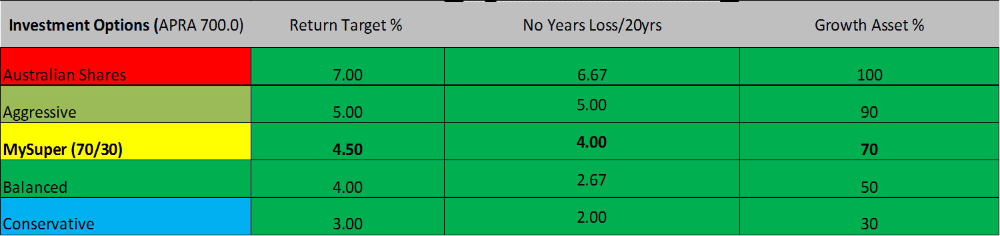 Investment Options (APRA 700.0) Return Target % No Years Loss/20yrs Growth Asset %
Australian Shares 7.00 6.67 100
Aggressive 5.00 5.00 90
MySuper (70/30) 4.50 4.00 70
Balanced 4.00 2.67 50
Conservative 3.00 2.00 30